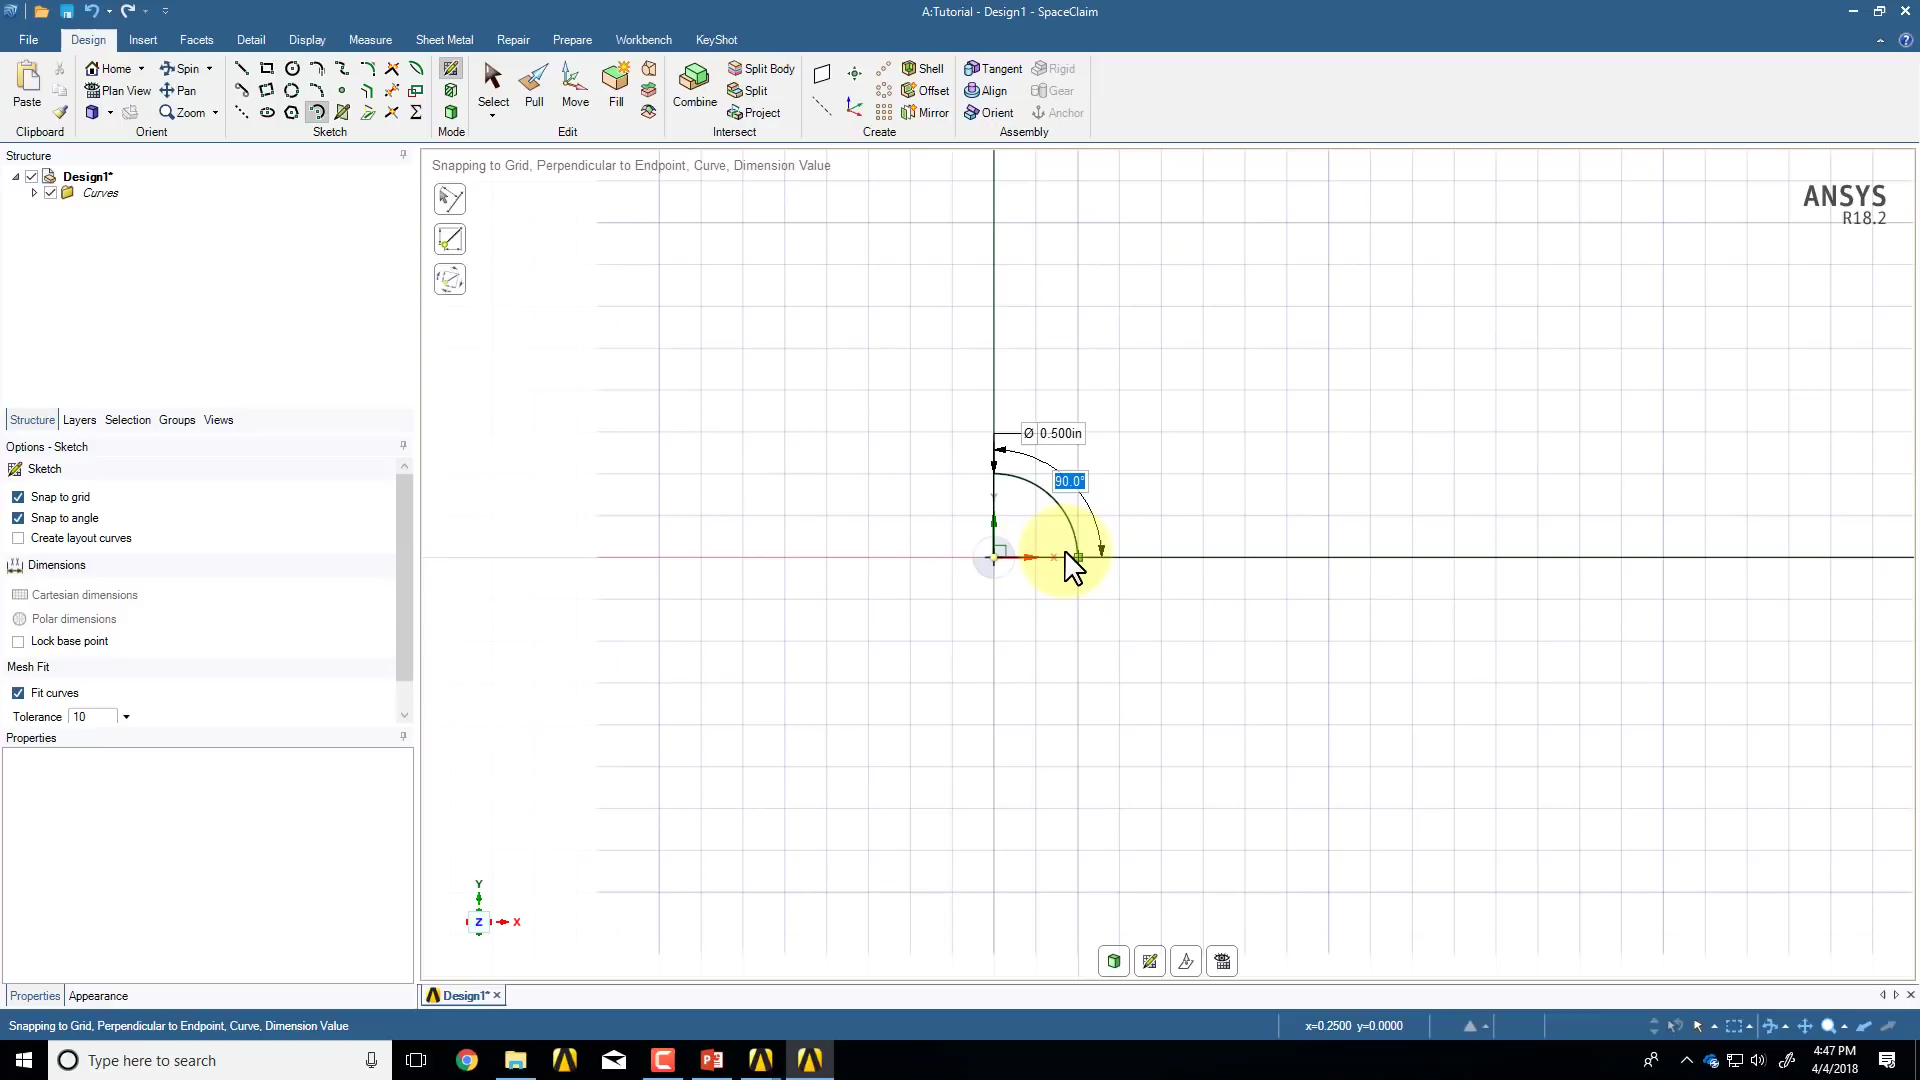 A:Tutorial - Design1 - SpaceClaim
File Design Insert Facets Detail Display Measure Sheet Metal Repair Prepare Workbench KeyShot
Home Spin Split Body Shell Tangent Rigid
Paste Plan View Pan Select Pull Move Fill Combine Split Offset Align Gear
Zoom Project Mirror Orient Anchor
Clipboard Orient Sketch Mode Edit Intersect Create Assembly
Structure
Design1*
Curves
Structure Layers Selection Groups Views
Options - Sketch
Sketch
Snap to grid
Snap to angle
Create layout curves
Dimensions
Cartesian dimensions
Polar dimensions
Lock base point
Mesh Fit
Fit curves
Tolerance 10
Properties
Properties Appearance
Snapping to Grid, Perpendicular to Endpoint, Curve, Dimension Value
ANSYS
R18.2
Ø 0.500in
90.0°
Y
X
Y
Z X
Design1*
Snapping to Grid, Perpendicular to Endpoint, Curve, Dimension Value
x=0.2500 y=0.0000
Type here to search
4:47 PM
4/4/2018